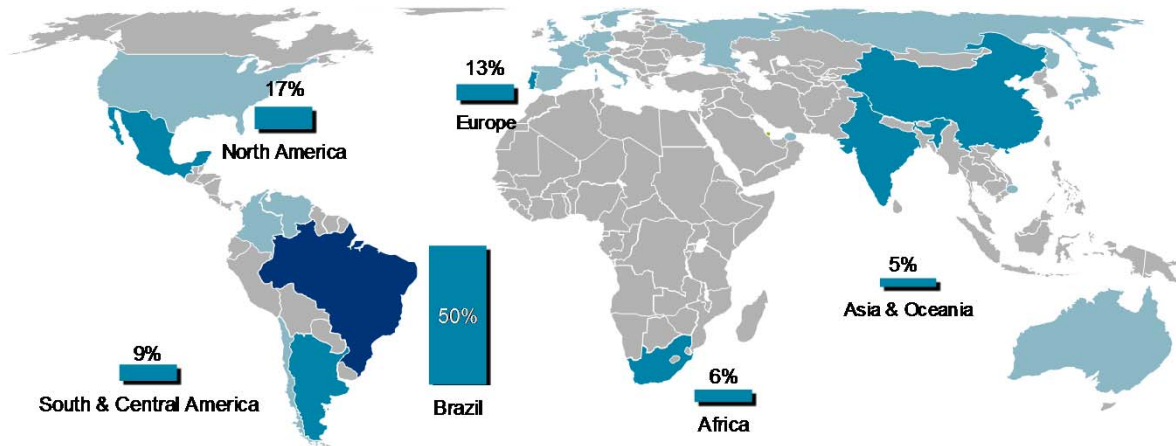 17%
North America
13%
Europe
50%
Brazil
9%
South & Central America
6%
Africa
5%
Asia & Oceania